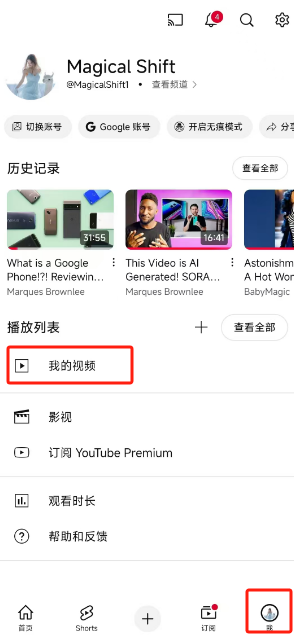 4
Magical Shift
@MagicalShift1 • 查看频道 >
切换账号
G Google 账号
开启无痕模式
分享
历史记录
查看全部
31:55
16:41
What is a Google
Phone!?! Reviewin...
Marques Brownlee
This Video is AI
Generated! SORA...
Marques Brownlee
Astonishm
A Hot Won
BabyMagic
播放列表
查看全部
我的视频
影视
订阅 YouTube Premium
观看时长
帮助和反馈
首页
Shorts
订阅